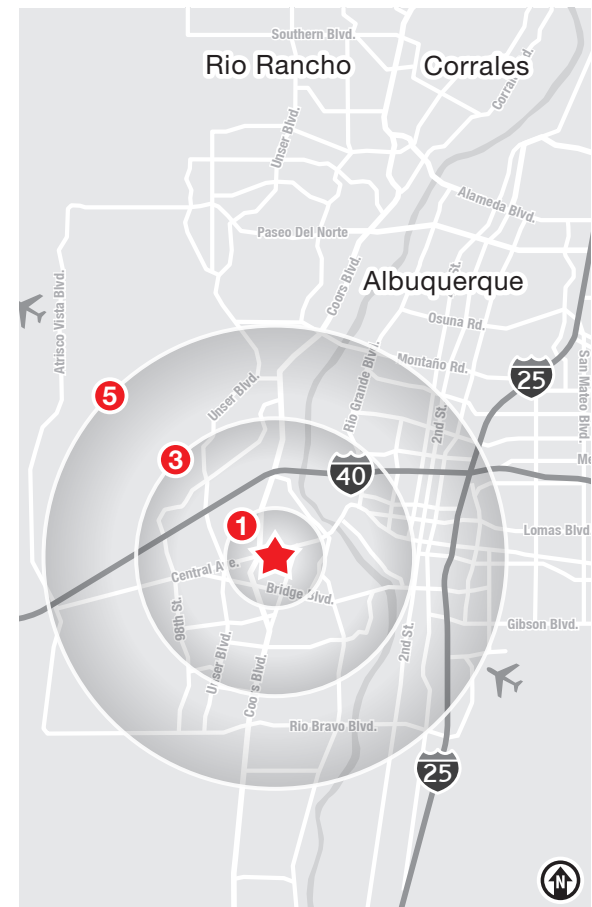 Southern Blvd.
Rio Rancho
Corrales
Unser Blvd.
Alameda Blvd.
Paseo Del Norte
Coors Blvd.
Albuquerque
St.
Atrisco Vista Blvd.
Osuna Rd.
Montaño Rd.
San Mateo Blvd.
25
Rio Grande Blvd.
Unser Blvd.
5
2nd St.
3
40
1
Lomas Blvd
Central Ave.
Bridge Blvd.
98th St.
Gibson Blvd.
2nd St.
Unser Blvd.
Coors Blvd.
Rio Bravo Blvd.
25
N